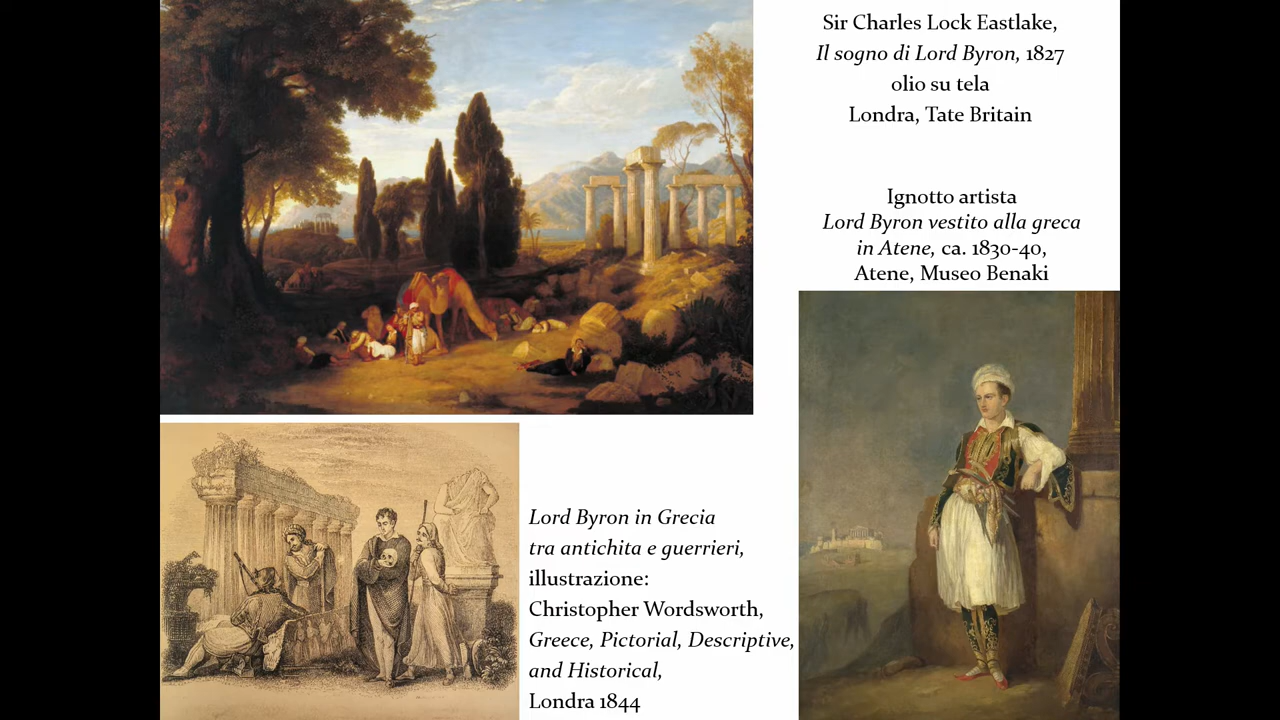 Sir Charles Lock Eastlake,
Il sogno di Lord Byron, 1827
olio su tela
Londra, Tate Britain
Ignotto artista
Lord Byron vestito alla greca
in Atene, ca. 1830-40,
Atene, Museo Benaki
Lord Byron in Grecia
tra antichita e guerrieri,
illustrazione:
Christopher Wordsworth,
Greece, Pictorial, Descriptive,
and Historical,
Londra 1844